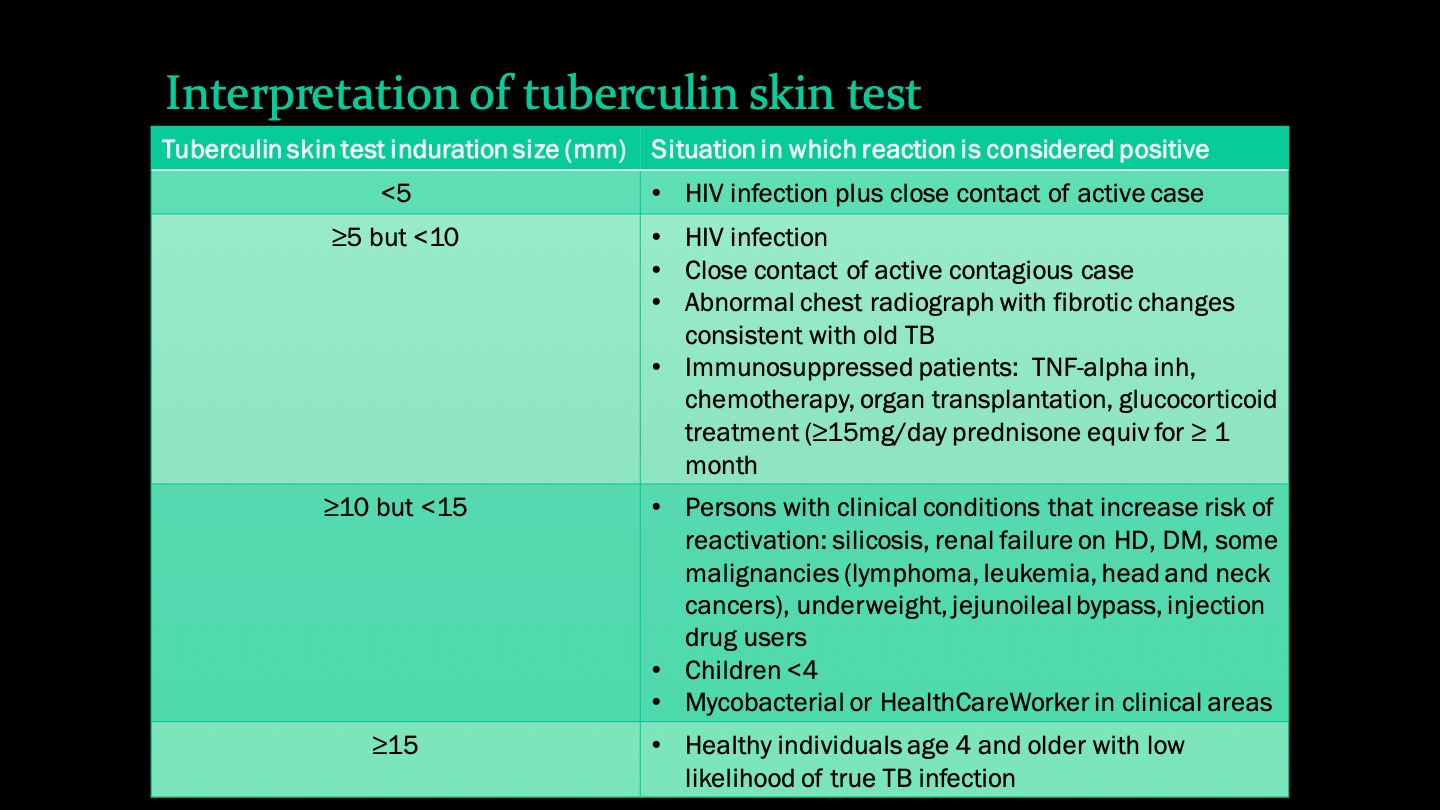 Interpretation of tuberculin skin test
Tuberculin skin test induration size (mm)
Situation in which reaction is considered positive
<5
• HIV infection plus close contact of active case
≥5 but <10
• HIV infection
• Close contact of active contagious case
• Abnormal chest radiograph with fibrotic changes
consistent with old TB
• Immunosuppressed patients: TNF-alpha inh,
chemotherapy, organ transplantation, glucocorticoid
treatment (≥15mg/day prednisone equiv for ≥ 1
month
≥10 but <15
• Persons with clinical conditions that increase risk of
reactivation: silicosis, renal failure on HD, DM, some
malignancies (lymphoma, leukemia, head and neck
cancers), underweight, jejunoileal bypass, injection
drug users
• Children <4
• Mycobacterial or HealthCareWorker in clinical areas
≥15
• Healthy individuals age 4 and older with low
likelihood of true TB infection